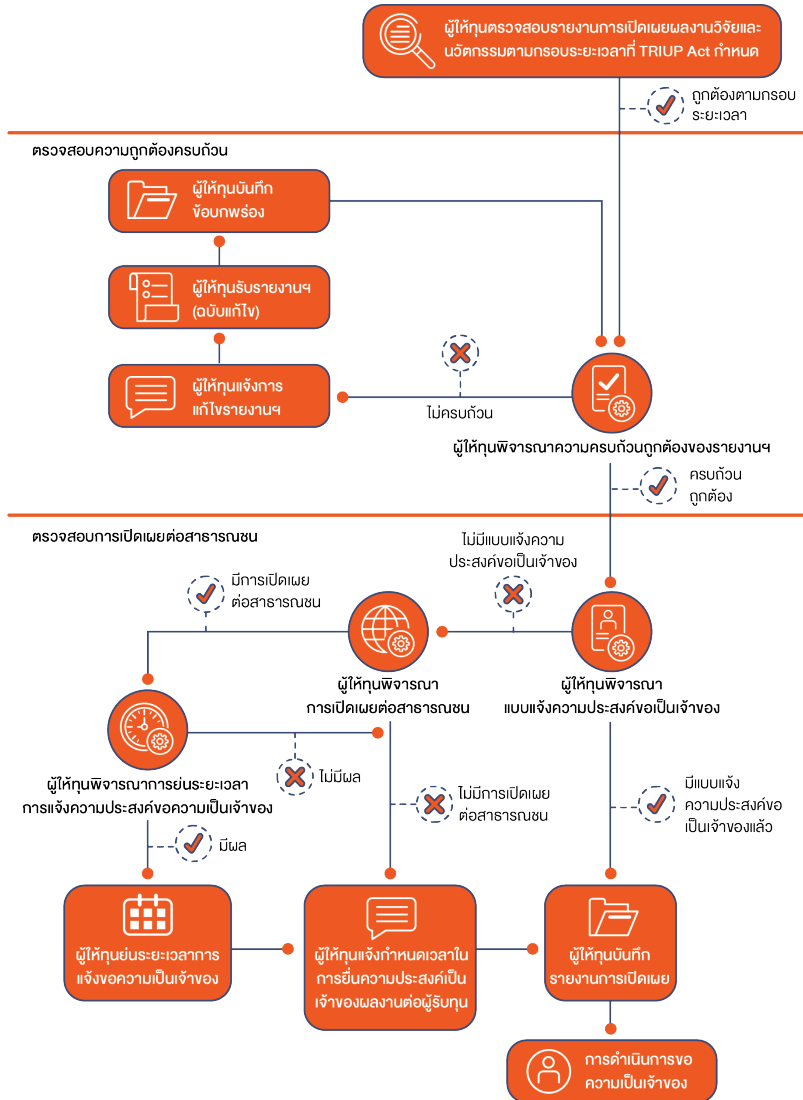 ผู้ให้ทุนตรวจสอบรายงานการเปิดเผยผลงานวิจัยและ
นวัตกรรมตามกรอบระยะเวลาที่ TRIUP Act กำหนด
ถูกต้องตามกรอบ
ระยะเวลา
ตรวจสอบความถูกต้องครบถ้วน
ผู้ให้ทุนบันทึก
ข้อบกพร่อง
ผู้ให้ทุนรับรายงานฯ
(ฉบับแก้ไข)
ผู้ให้ทุนแจ้งการ
แก้ไขรายงานฯ
ไม่ครบถ้วน
ผู้ให้ทุนพิจารณาความครบถ้วนถูกต้องของรายงานฯ
ครบถ้วน
ถูกต้อง
ตรวจสอบการเปิดเผยต่อสาธารณชน
ไม่มีแบบแจ้งความ
ประสงค์ขอเป็นเจ้าของ
มีการเปิดเผย
ต่อสาธารณชน
ผู้ให้ทุนพิจารณา
การเปิดเผยต่อสาธารณชน
ผู้ให้ทุนพิจารณา
แบบแจ้งความประสงค์ขอเป็นเจ้าของ
ผู้ให้ทุนพิจารณาการย่นระยะเวลา
การแจ้งความประสงค์ขอความเป็นเจ้าของ
ไม่มีผล
ไม่มีการเปิดเผย
ต่อสาธารณชน
มีแบบแจ้ง
ความประสงค์ขอ
เป็นเจ้าของแล้ว
มีผล
ผู้ให้ทุนย่นระยะเวลาการ
แจ้งขอความเป็นเจ้าของ
ผู้ให้ทุนแจ้งกำหนดเวลาใน
การยื่นความประสงค์เป็น
เจ้าของผลงานต่อผู้รับทุน
ผู้ให้ทุนบันทึก
รายงานการเปิดเผย
การดำเนินการขอ
ความเป็นเจ้าของ